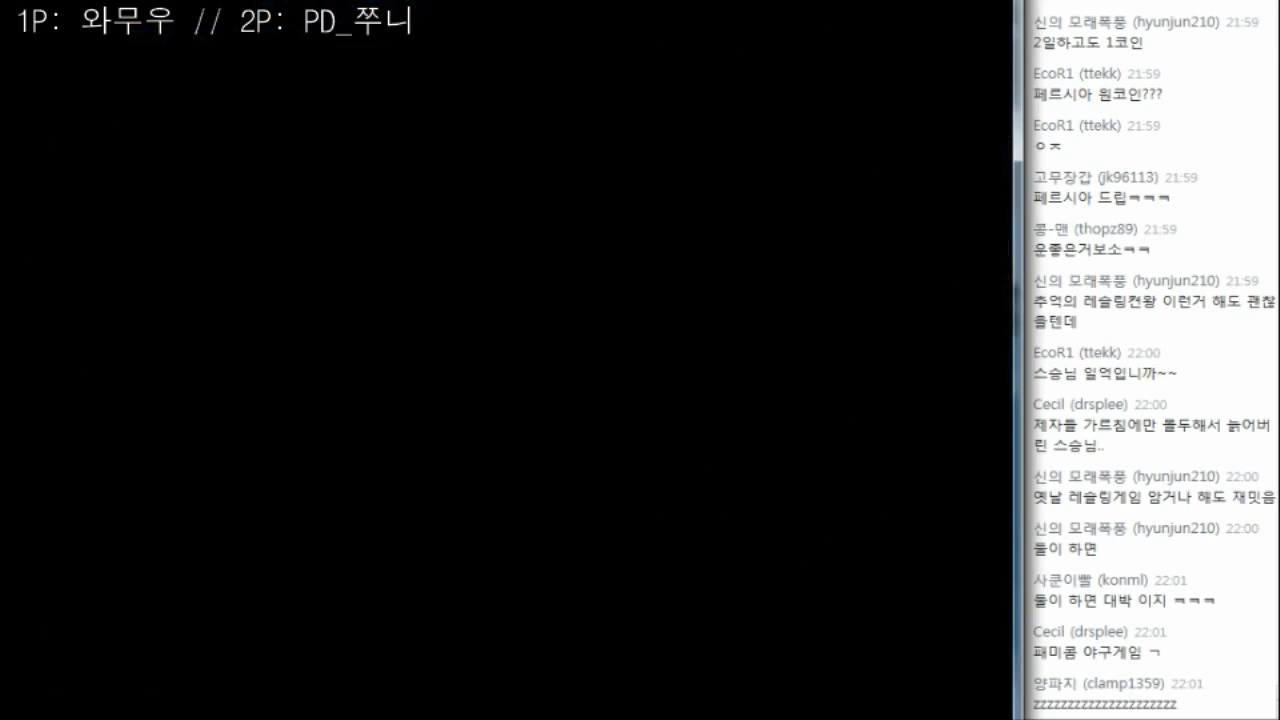 1P: 와무우 // 2P: PD_쭈니
신의 모래폭풍 (hyunjun210) 21:59
2일하고도 1코인
EcoR1 (ttekk) 21:59
페르시아 원코인???
EcoR1 (ttekk) 21:59
ㅇㅈ
고무장갑 (jk96113) 21:59
페르시아 드립ㅋㅋㅋ
콩-맨 (thopz89) 21:59
운좋은거보소ㅋㅋ
신의 모래폭풍 (hyunjun210) 21:59
추억의 레슬링켠왕 이런거 해도 괜찮
을텐데
EcoR1 (ttekk) 22:00
스승님 일억입니까~~
Cecil (drsplee) 22:00
제자들 가르침에만 몰두해서 늙어버
린 스승님..
신의 모래폭풍 (hyunjun210) 22:00
옛날 레슬링게임 암거나 해도 재밋음
신의 모래폭풍 (hyunjun210) 22:00
둘이 하면
사쿤이빨 (konml) 22:01
둘이 하면 대박 이지 ㅋㅋㅋ
Cecil (drsplee) 22:01
패미콤 야구게임 ㄱ
양파지 (clamp1359) 22:01
zzzzzzzzzzzzzzzzzzzzz